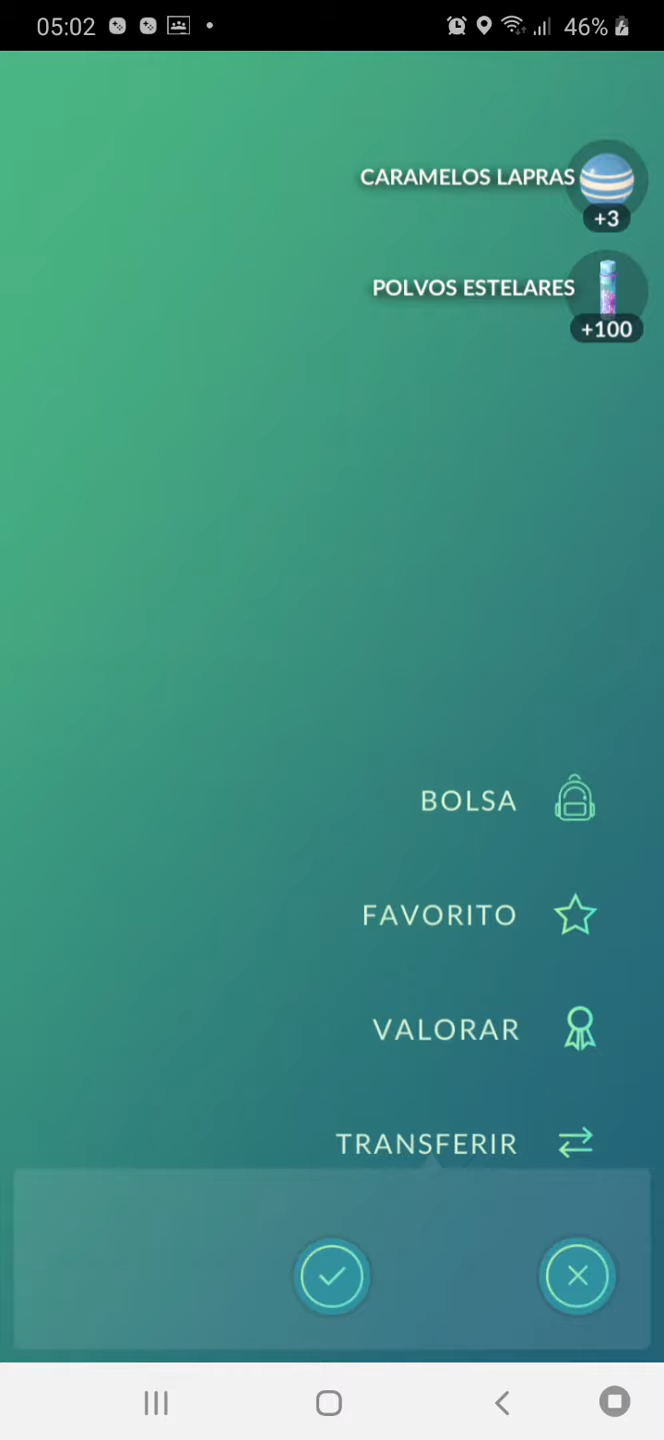 05:02
46%
CARAMELOS LAPRAS
+3
POLVOS ESTELARES
+100
BOLSA
FAVORITO
VALORAR
TRANSFERIR